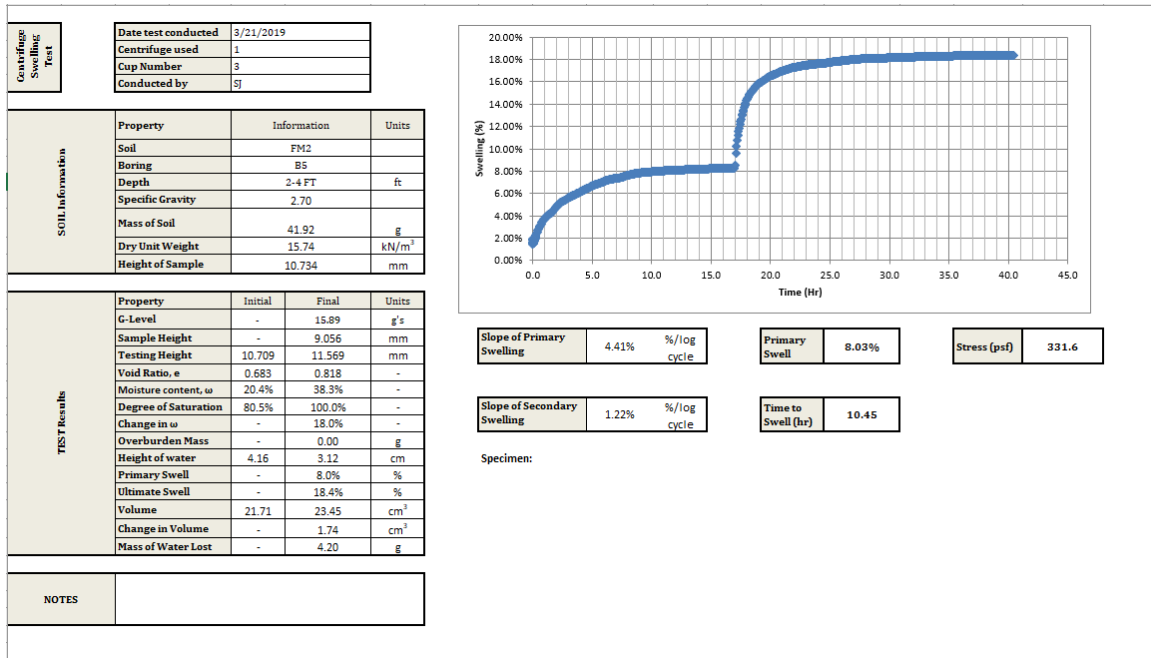 Centrifuge
Swelling
Test
Date test conducted 3/21/2019
Centrifuge used 1
Cup Number 3
Conducted by SJ
SOIL Information
Property Information Units
Soil FM2
Boring B5
Depth 2-4 FT ft
Specific Gravity 2.70
Mass of Soil 41.92 g
Dry Unit Weight 15.74 kN/m³
Height of Sample 10.734 mm
TEST Results
Property Initial Final Units
G-Level - 15.89 g's
Sample Height - 9.056 mm
Testing Height 10.709 11.569 mm
Void Ratio, e 0.683 0.818 -
Moisture content, ω 20.4% 38.3% -
Degree of Saturation 80.5% 100.0% -
Change in ω - 18.0% -
Overburden Mass - 0.00 g
Height of water 4.16 3.12 cm
Primary Swell - 8.0% %
Ultimate Swell - 18.4% %
Volume 21.71 23.45 cm³
Change in Volume - 1.74 cm³
Mass of Water Lost - 4.20 g
NOTES
Swelling (%)
20.00%
18.00%
16.00%
14.00%
12.00%
10.00%
8.00%
6.00%
4.00%
2.00%
0.00%
0.0 5.0 10.0 15.0 20.0 25.0 30.0 35.0 40.0 45.0
Time (Hr)
Slope of Primary
Swelling
4.41%
%/log
cycle
Primary
Swell
8.03%
Stress (psf) 331.6
Slope of Secondary
Swelling
1.22%
%/log
cycle
Time to
Swell (hr)
10.45
Specimen: